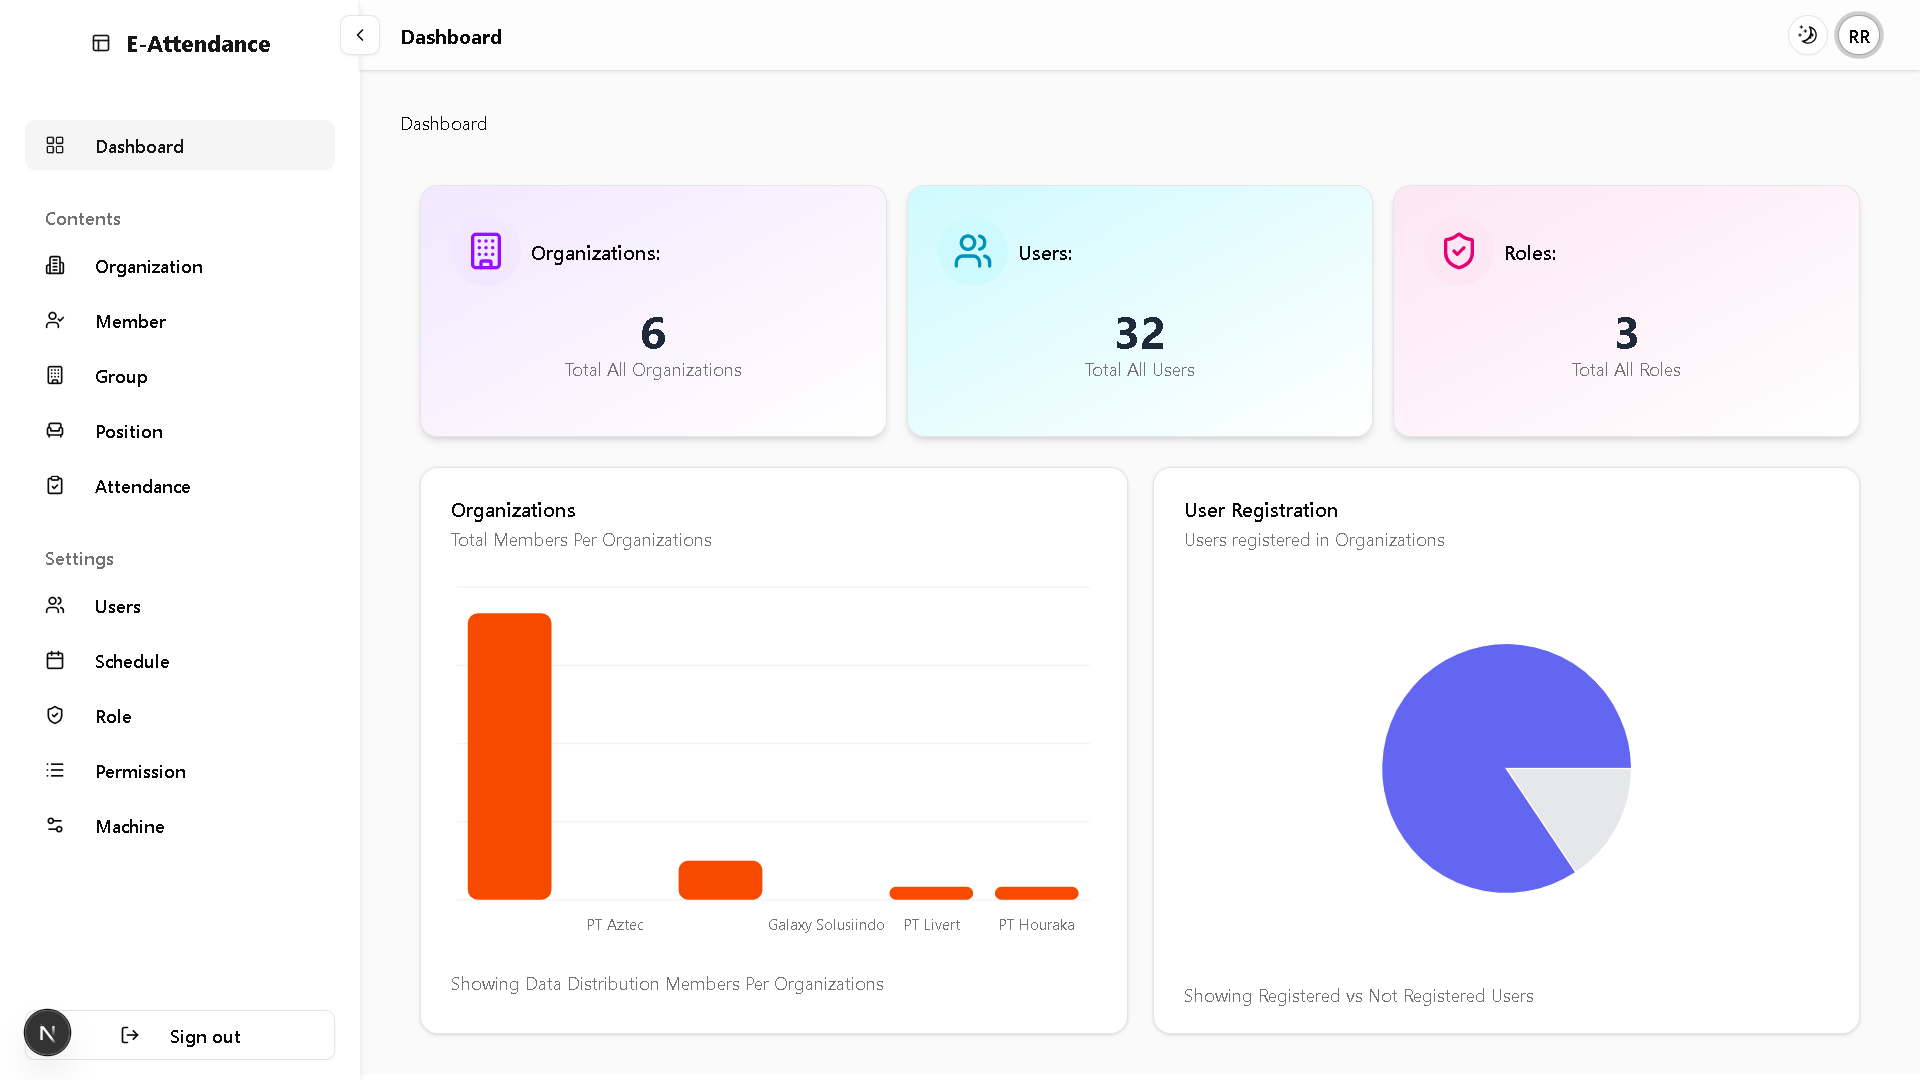 E-Attendance
Dashboard
RR
Dashboard
Contents
Organization
Member
Group
Position
Attendance
Settings
Users
Schedule
Role
Permission
Machine
N
Sign out
Dashboard
Organizations:
6
Total All Organizations
Users:
32
Total All Users
Roles:
3
Total All Roles
Organizations
Total Members Per Organizations
PT Aztec
Galaxy Solusiindo
PT Livert
PT Houraka
Showing Data Distribution Members Per Organizations
User Registration
Users registered in Organizations
Showing Registered vs Not Registered Users